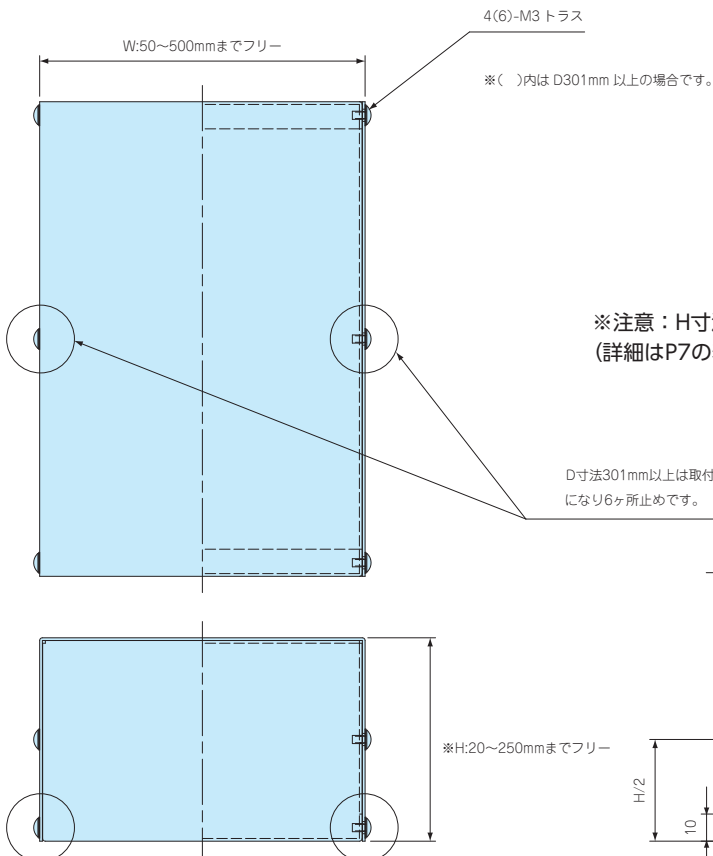 4(6)-M3 トラス
W:50～500mmまでフリー
※(　)内は D301mm 以上の場合です。
※注意：H寸
(詳細はP7の
D寸法301mm以上は取付
になり6ヶ所止めです。
※H:20～250mmまでフリー
H/2
10